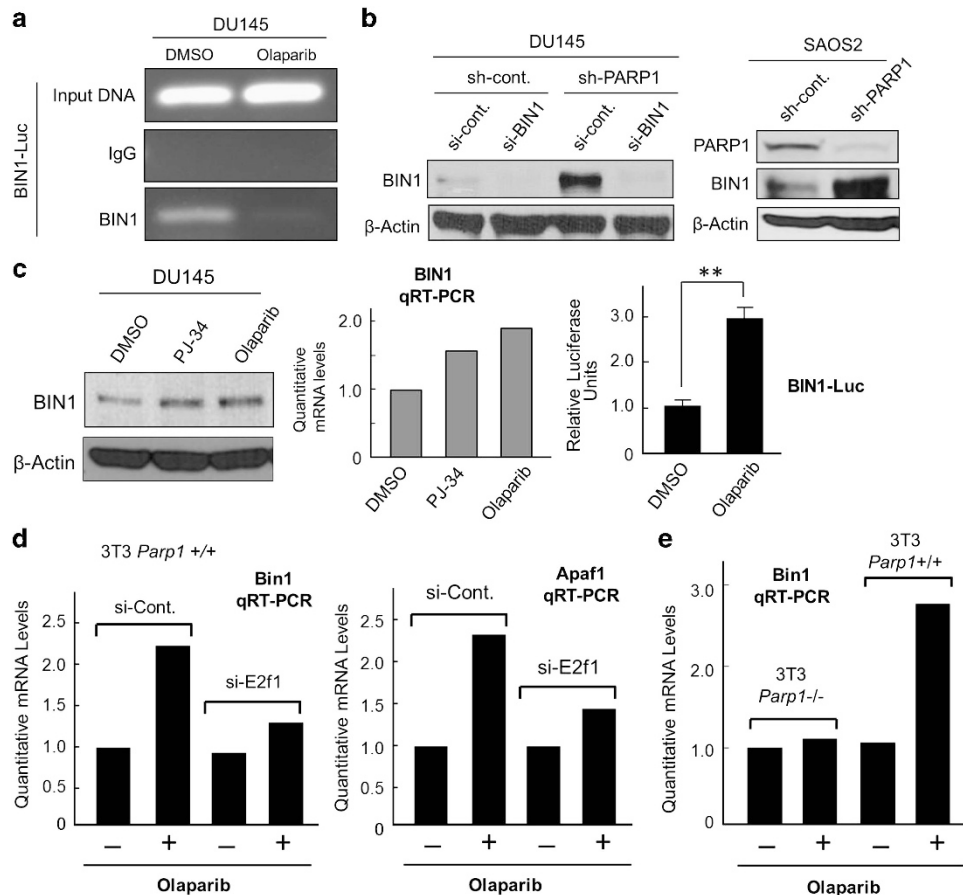 a
DU145
DMSO Olaparib
BIN1-Luc
Input DNA
IgG
BIN1
b
DU145
sh-cont. sh-PARP1
si-cont. si-BIN1 si-cont. si-BIN1
BIN1
β-Actin
SAOS2
sh-cont. sh-PARP1
PARP1
BIN1
β-Actin
c
DU145
DMSO PJ-34 Olaparib
BIN1
β-Actin
BIN1
qRT-PCR
Quantitative
mRNA levels
2.0
1.0
0
DMSO PJ-34 Olaparib
**
Relative Luciferase
Units
3.0
2.0
1.0
0
BIN1-Luc
DMSO Olaparib
d
3T3 Parp1 +/+
Bin1
qRT-PCR
si-Cont.
si-E2f1
Quantitative mRNA Levels
2.5
2.0
1.5
1.0
0.5
0
– + – +
Olaparib
Apaf1
qRT-PCR
si-Cont.
si-E2f1
Quantitative mRNA Levels
2.5
2.0
1.5
1.0
0.5
0
– + – +
Olaparib
e
Bin1
qRT-PCR
3T3
Parp1+/+
3T3
Parp1-/-
Quantitative mRNA Levels
3.0
2.0
1.0
0
– + – +
Olaparib